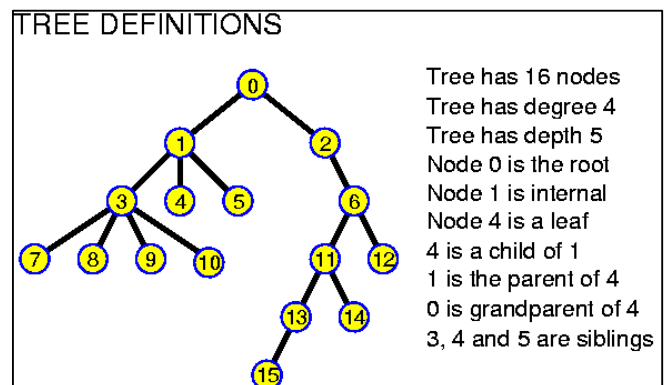 TREE DEFINITIONS
0
Tree has 16 nodes
Tree has degree 4
1 2
Tree has depth 5
Node 0 is the root
3 4 5 6
Node 1 is internal
Node 4 is a leaf
7 8 9 10 11 12
4 is a child of 1
1 is the parent of 4
13 14
0 is grandparent of 4
3, 4 and 5 are siblings
15